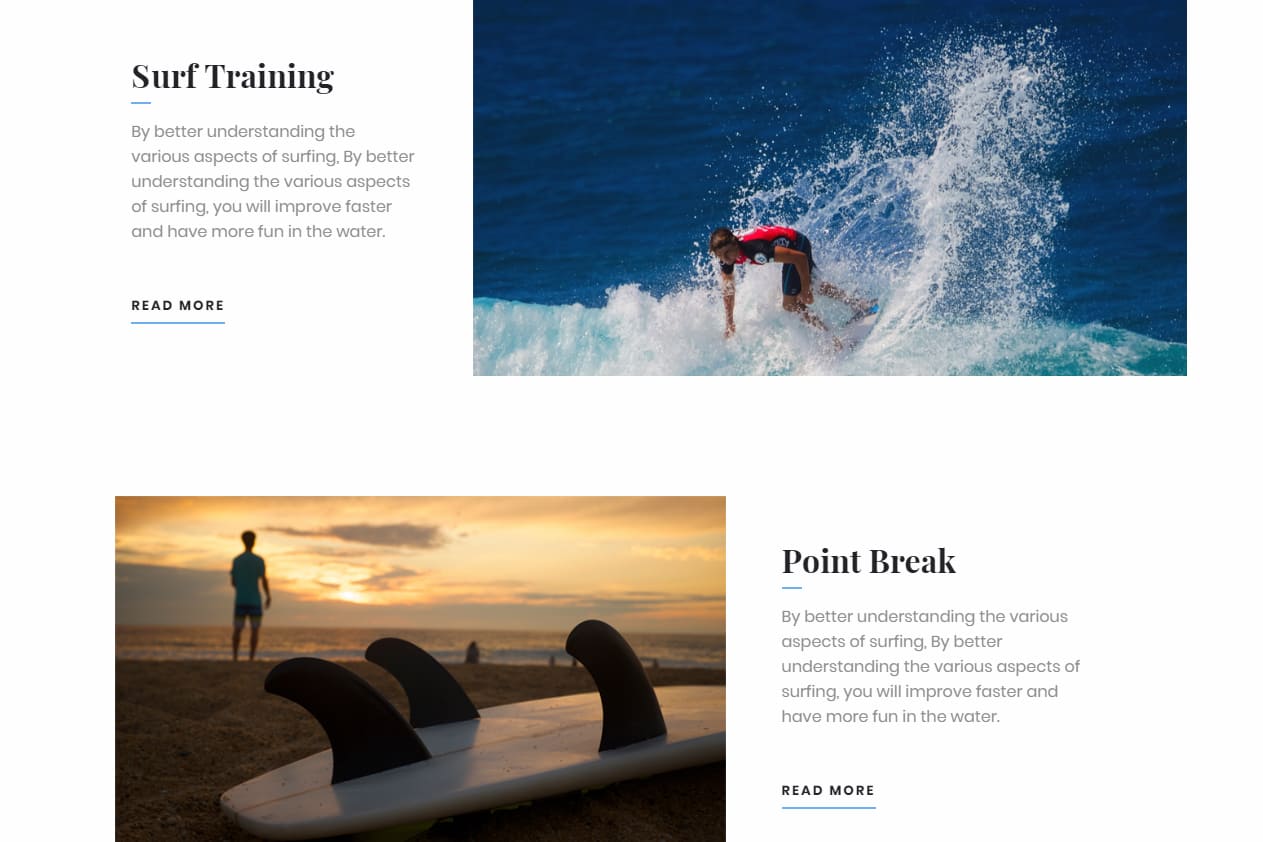 Surf Training
By better understanding the
various aspects of surfing, By better
understanding the various aspects
of surfing, you will improve faster
and have more fun in the water.
READ MORE
Point Break
By better understanding the various
aspects of surfing, By better
understanding the various aspects of
surfing, you will improve faster and
have more fun in the water.
READ MORE